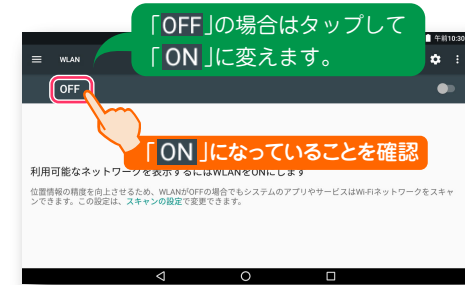 「OFF」の場合はタップして
「ON」に変えます。
午前10:30
WLAN
OFF
「ON」になっていることを確認
利用可能なネットワークを表示するにはWLANをONにします
位置情報の精度を向上させるため、WLANがOFFの場合でもシステムのアプリやサービスはWi-Fiネットワークをスキャ
ンできます。この設定は、スキャンの設定で変更できます。